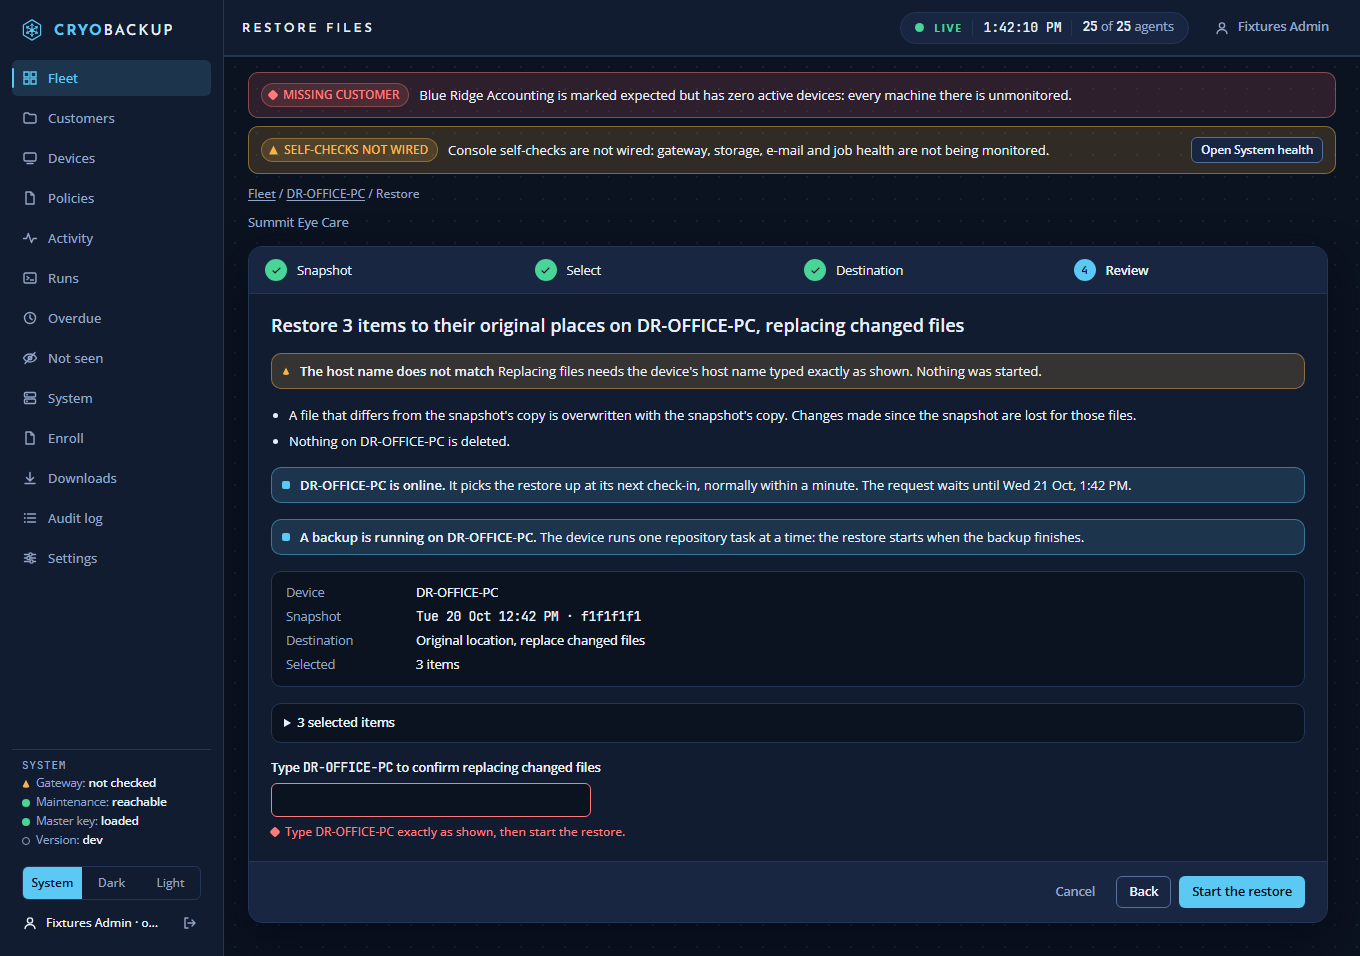 CRYOBACKUP
RESTORE FILES
LIVE 1:42:10 PM 25 of 25 agents
Fixtures Admin
Fleet
Customers
Devices
Policies
Activity
Runs
Overdue
Not seen
System
Enroll
Downloads
Audit log
Settings
SYSTEM
Gateway: not checked
Maintenance: reachable
Master key: loaded
Version: dev
System Dark Light
Fixtures Admin · o...
MISSING CUSTOMER Blue Ridge Accounting is marked expected but has zero active devices: every machine there is unmonitored.
SELF-CHECKS NOT WIRED Console self-checks are not wired: gateway, storage, e-mail and job health are not being monitored. Open System health
Fleet / DR-OFFICE-PC / Restore
Summit Eye Care
Snapshot Select Destination 4 Review
Restore 3 items to their original places on DR-OFFICE-PC, replacing changed files
The host name does not match Replacing files needs the device's host name typed exactly as shown. Nothing was started.
• A file that differs from the snapshot's copy is overwritten with the snapshot's copy. Changes made since the snapshot are lost for those files.
• Nothing on DR-OFFICE-PC is deleted.
DR-OFFICE-PC is online. It picks the restore up at its next check-in, normally within a minute. The request waits until Wed 21 Oct, 1:42 PM.
A backup is running on DR-OFFICE-PC. The device runs one repository task at a time: the restore starts when the backup finishes.
Device DR-OFFICE-PC
Snapshot Tue 20 Oct 12:42 PM · f1f1f1f1
Destination Original location, replace changed files
Selected 3 items
3 selected items
Type DR-OFFICE-PC to confirm replacing changed files
Type DR-OFFICE-PC exactly as shown, then start the restore.
Cancel Back Start the restore